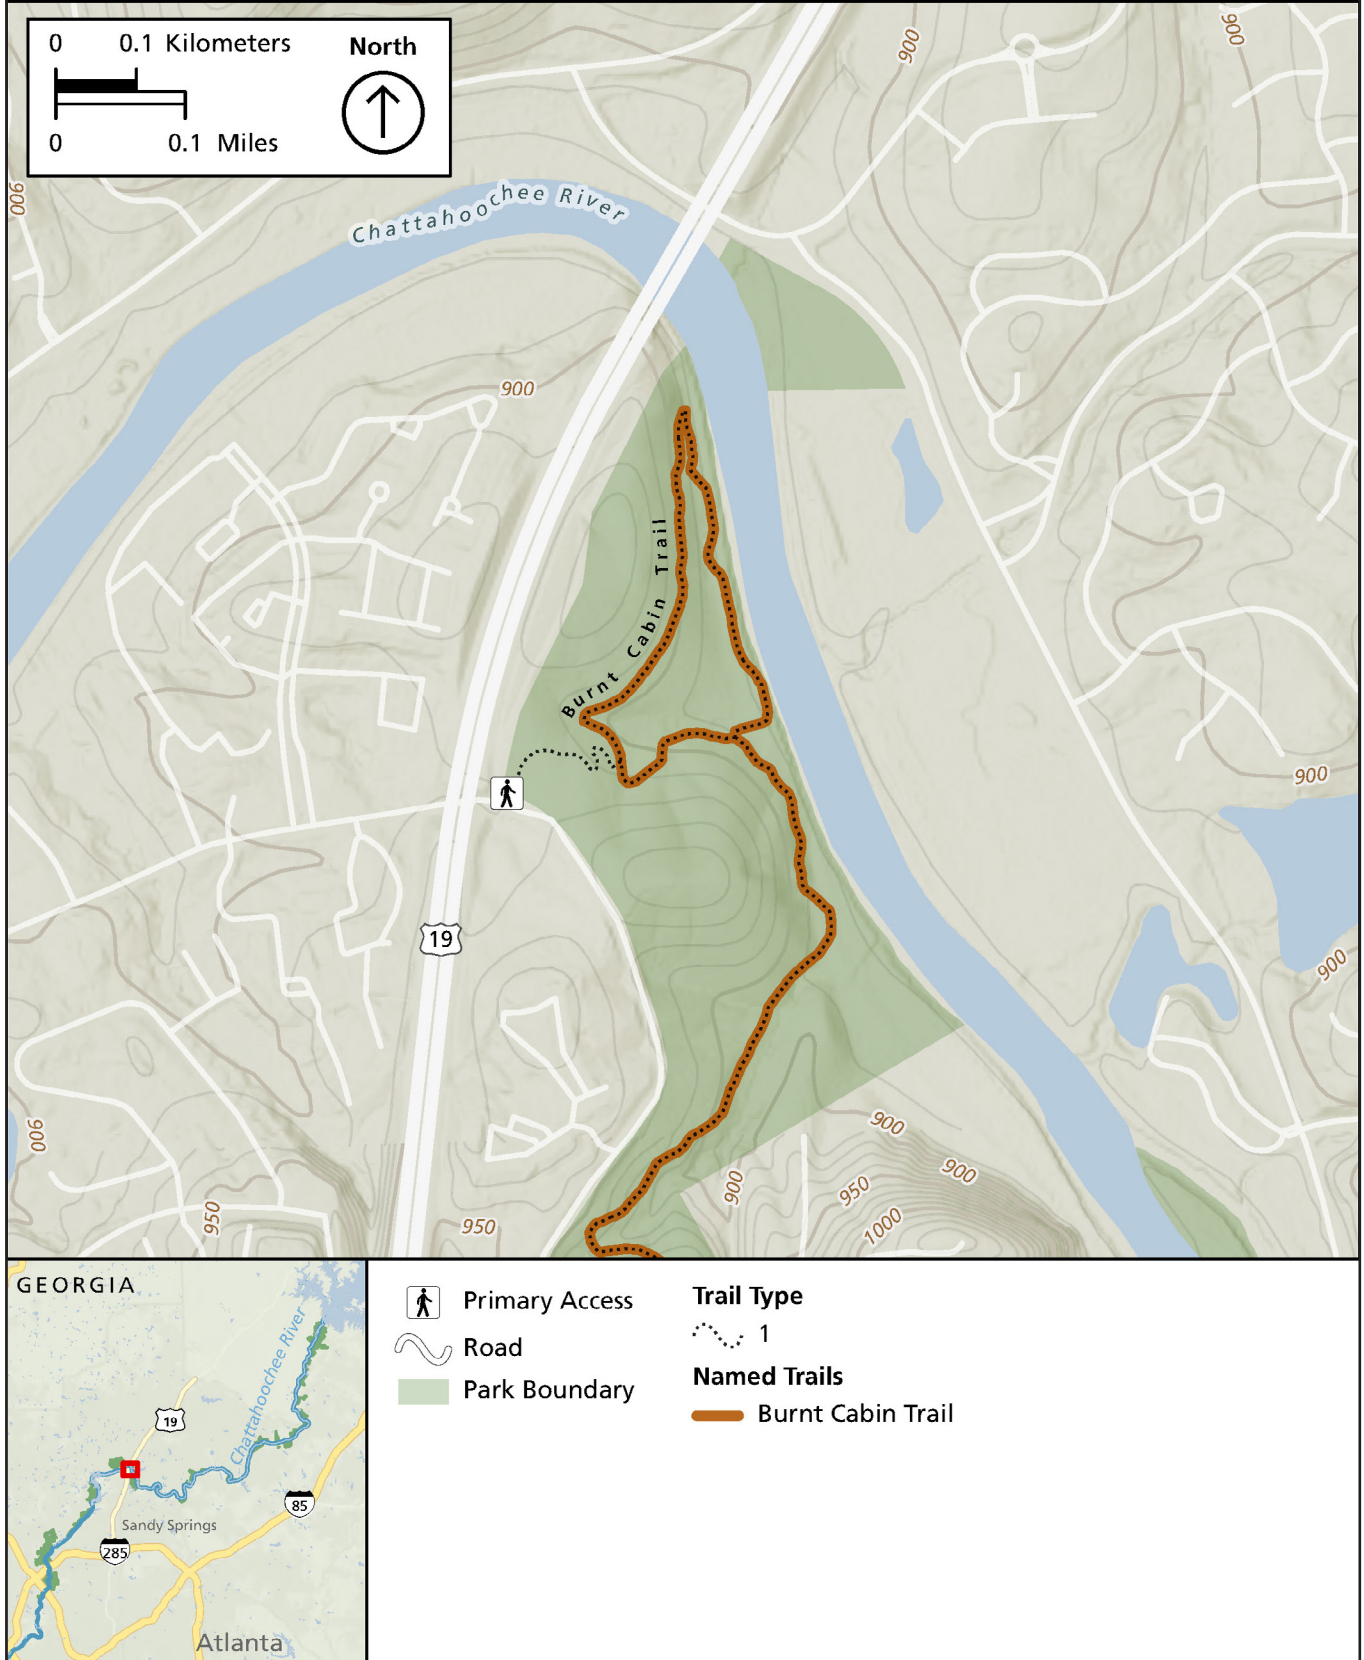 0 0.1 Kilometers
North
0 0.1 Miles
900
900
900
Chattahoochee River
900
Burnt Cabin Trail
900
19
900
900
900
900
900
950
1000
900
950
950
GEORGIA
Chattahoochee River
19
85
Sandy Springs
285
Atlanta
Primary Access
Road
Park Boundary
Trail Type
1
Named Trails
Burnt Cabin Trail